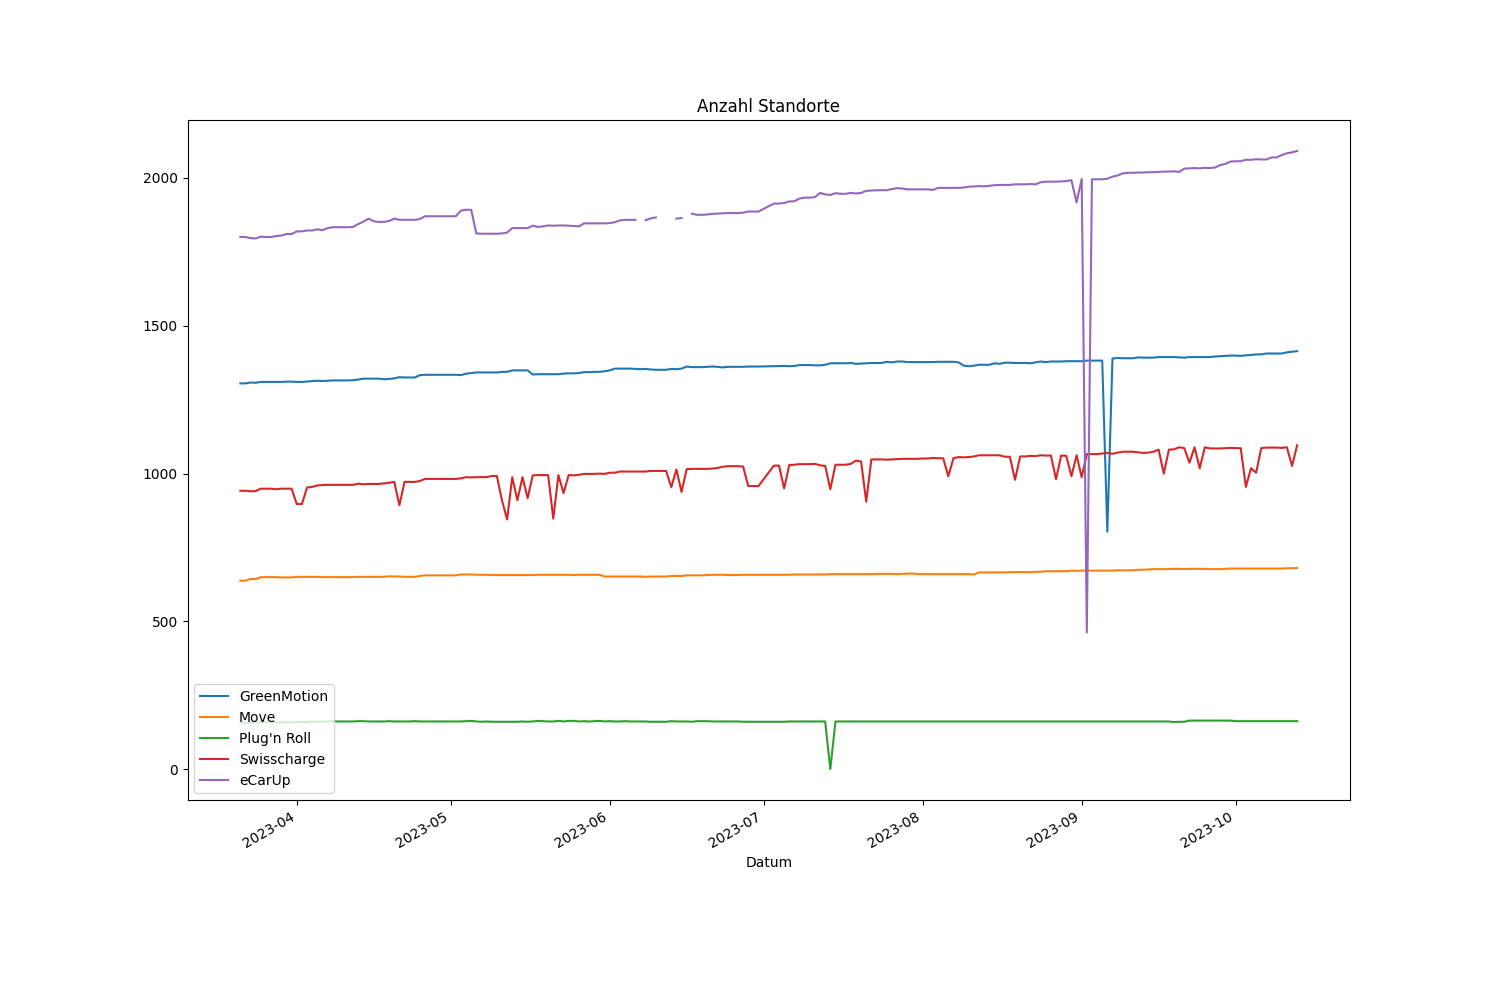 Anzahl Standorte
2000
1500
1000
500
0
GreenMotion
Move
Plug'n Roll
Swisscharge
eCarUp
2023-04
2023-05
2023-06
2023-07
2023-08
2023-09
2023-10
Datum